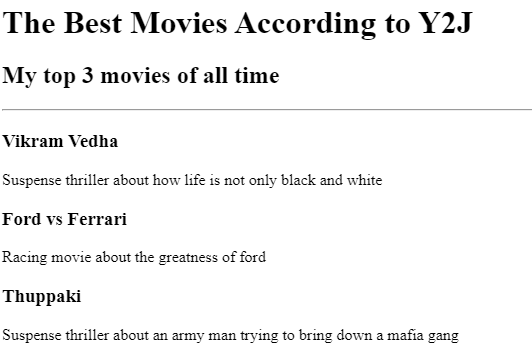 The Best Movies According to Y2J
My top 3 movies of all time
Vikram Vedha
Suspense thriller about how life is not only black and white
Ford vs Ferrari
Racing movie about the greatness of ford
Thuppaki
Suspense thriller about an army man trying to bring down a mafia gang